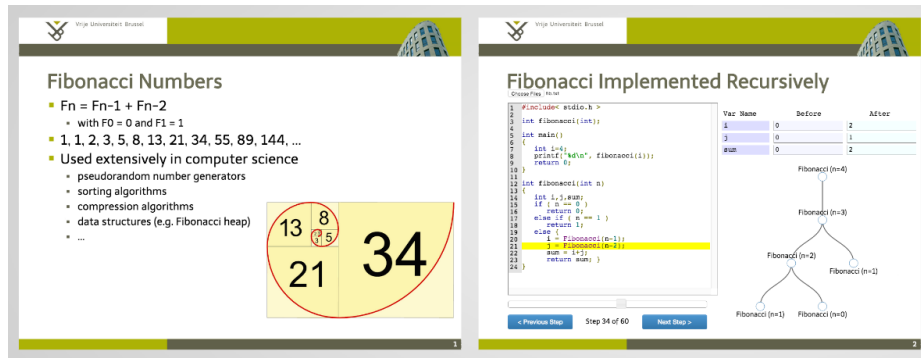 Vrije Universiteit Brussel
Fibonacci Numbers
Fn = Fn-1 + Fn-2
with F0 = 0 and F1 = 1
1, 1, 2, 3, 5, 8, 13, 21, 34, 55, 89, 144, ...
Used extensively in computer science
pseudorandom number generators
sorting algorithms
compression algorithms
data structures (e.g. Fibonacci heap)
...
13 8
3 5
21 34
1
Vrije Universiteit Brussel
Fibonacci Implemented Recursively
Choose Files
1 #include< stdio.h >
2
3 int fibonacci(int);
4
5 int main()
6 {
7 int i=4;
8 printf("%d\n", fibonacci(i));
9 return 0;
10 }
11
12 int fibonacci(int n)
13 {
14 int i,j,sum;
15 if ( n == 0 )
16 return 0;
17 else if ( n == 1 )
18 return 1;
19 else {
20 i = Fibonacci(n-1);
21 j = Fibonacci(n-2);
22 sum = i+j;
23 return sum; }
24 }
Var Name Before After
i 0 2
j 0 1
sum 0 2
Fibonacci (n=4)
Fibonacci (n=3)
Fibonacci (n=2)
Fibonacci (n=1)
Fibonacci (n=1) Fibonacci (n=0)
< Previous Step Step 34 of 60 Next Step >
2